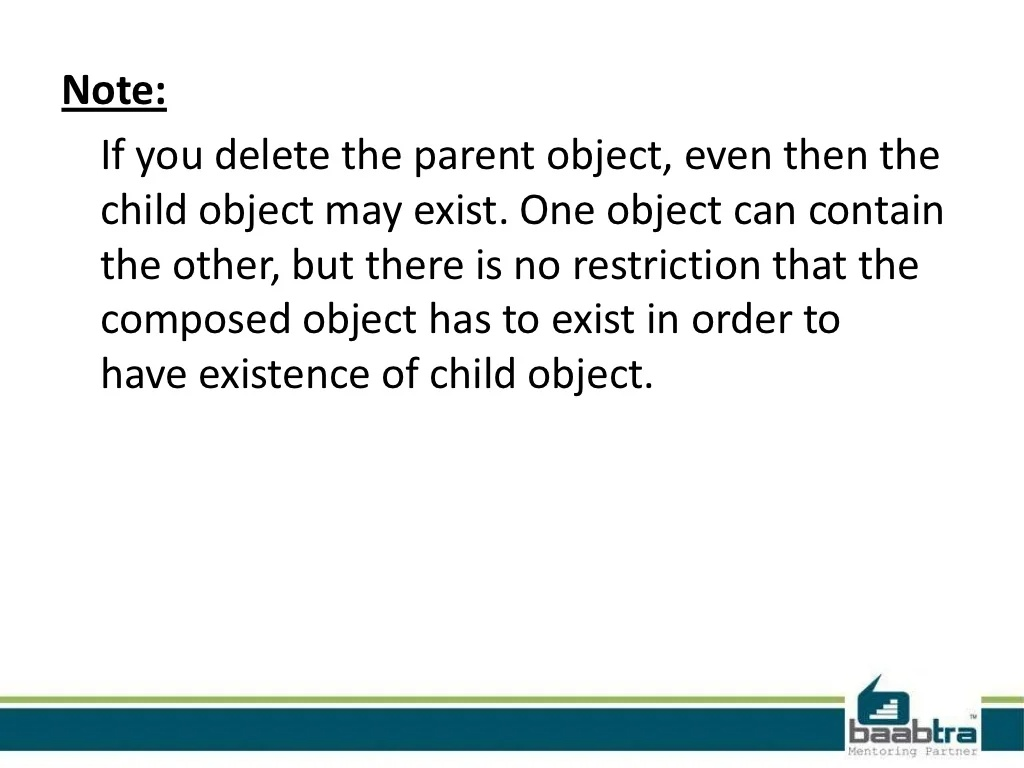 Note:
If you delete the parent object, even then the
child object may exist. One object can contain
the other, but there is no restriction that the
composed object has to exist in order to
have existence of child object.
baabtra™
Mentoring Partner